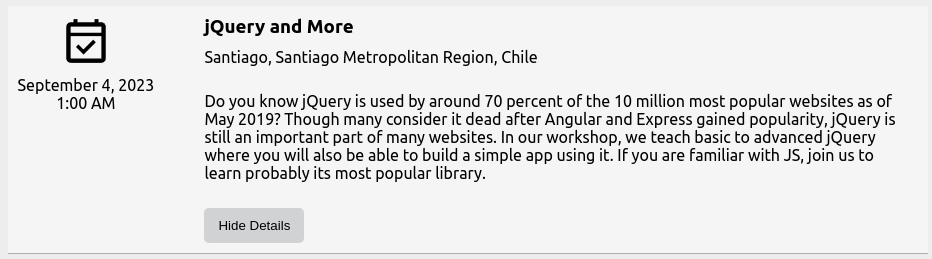 jQuery and More
Santiago, Santiago Metropolitan Region, Chile
September 4, 2023
1:00 AM
Do you know jQuery is used by around 70 percent of the 10 million most popular websites as of
May 2019? Though many consider it dead after Angular and Express gained popularity, jQuery is
still an important part of many websites. In our workshop, we teach basic to advanced jQuery
where you will also be able to build a simple app using it. If you are familiar with JS, join us to
learn probably its most popular library.
Hide Details